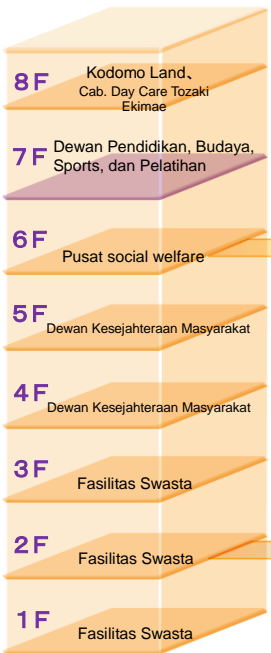 8F
Kodomo Land、
Cab. Day Care Tozaki
Ekimae
7F
Dewan Pendidikan, Budaya,
Sports, dan Pelatihan
6F
Pusat social welfare
5F
Dewan Kesejahteraan Masyarakat
4F
Dewan Kesejahteraan Masyarakat
3F
Fasilitas Swasta
2F
Fasilitas Swasta
1F
Fasilitas Swasta